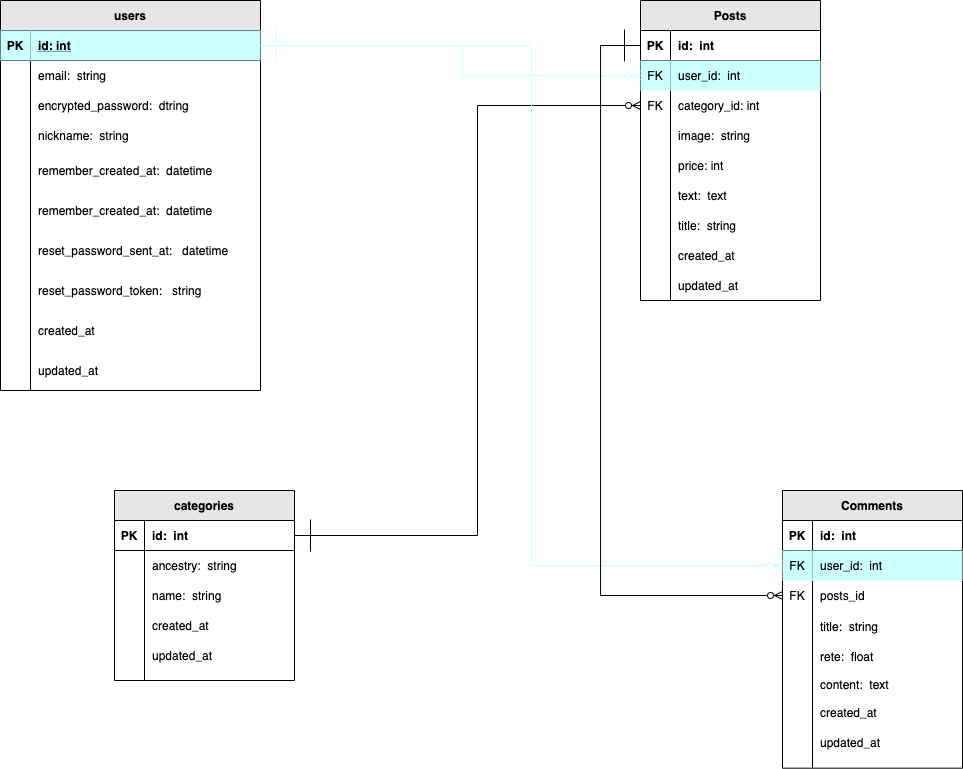 users
PK id: int
email: string
encrypted_password: dtring
nickname: string
remember_created_at: datetime
remember_created_at: datetime
reset_password_sent_at: datetime
reset_password_token: string
created_at
updated_at
Posts
PK id: int
FK user_id: int
FK category_id: int
image: string
price: int
text: text
title: string
created_at
updated_at
categories
PK id: int
ancestry: string
name: string
created_at
updated_at
Comments
PK id: int
FK user_id: int
FK posts_id
title: string
rete: float
content: text
created_at
updated_at